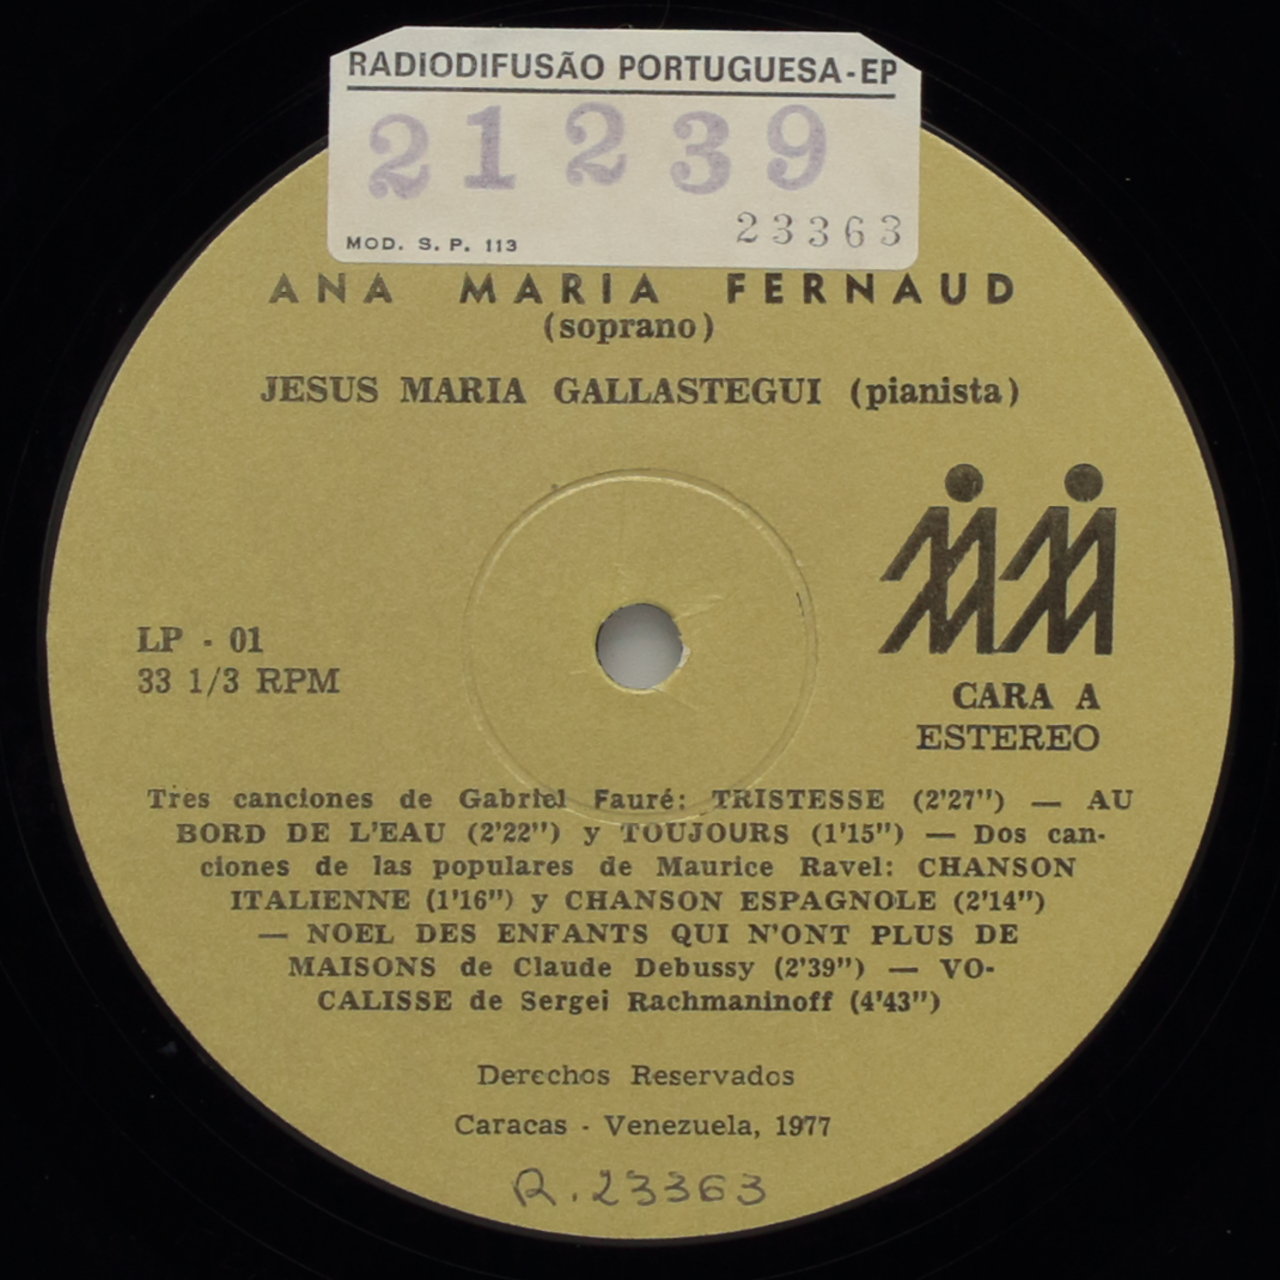 RADIODIFUSÃO PORTUGUESA-EP
21239
MOD. S. P. 113 23363
ANA MARIA FERNAUD
(soprano)
JESUS MARIA GALLASTEGUI (pianista)
LP - 01
33 1/3 RPM
CARA A
ESTEREO
Tres canciones de Gabriel Fauré: TRISTESSE (2'27") — AU
BORD DE L'EAU (2'22") y TOUJOURS (1'15") — Dos can-
ciones de las populares de Maurice Ravel: CHANSON
ITALIENNE (1'16") y CHANSON ESPAGNOLE (2'14")
— NOEL DES ENFANTS QUI N'ONT PLUS DE
MAISONS de Claude Debussy (2'39") — VO-
CALISSE de Sergei Rachmaninoff (4'43")
Derechos Reservados
Caracas - Venezuela, 1977
R.23363